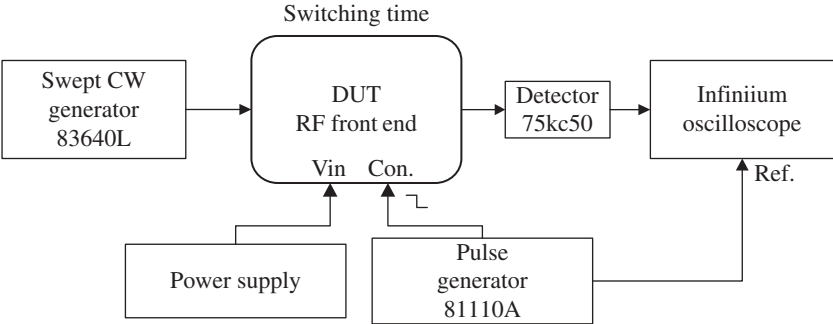 Switching time
Swept CW
generator
83640L
DUT
RF front end
Vin
Con.
Detector
75kc50
Infiniium
oscilloscope
Ref.
Power supply
Pulse
generator
81110A